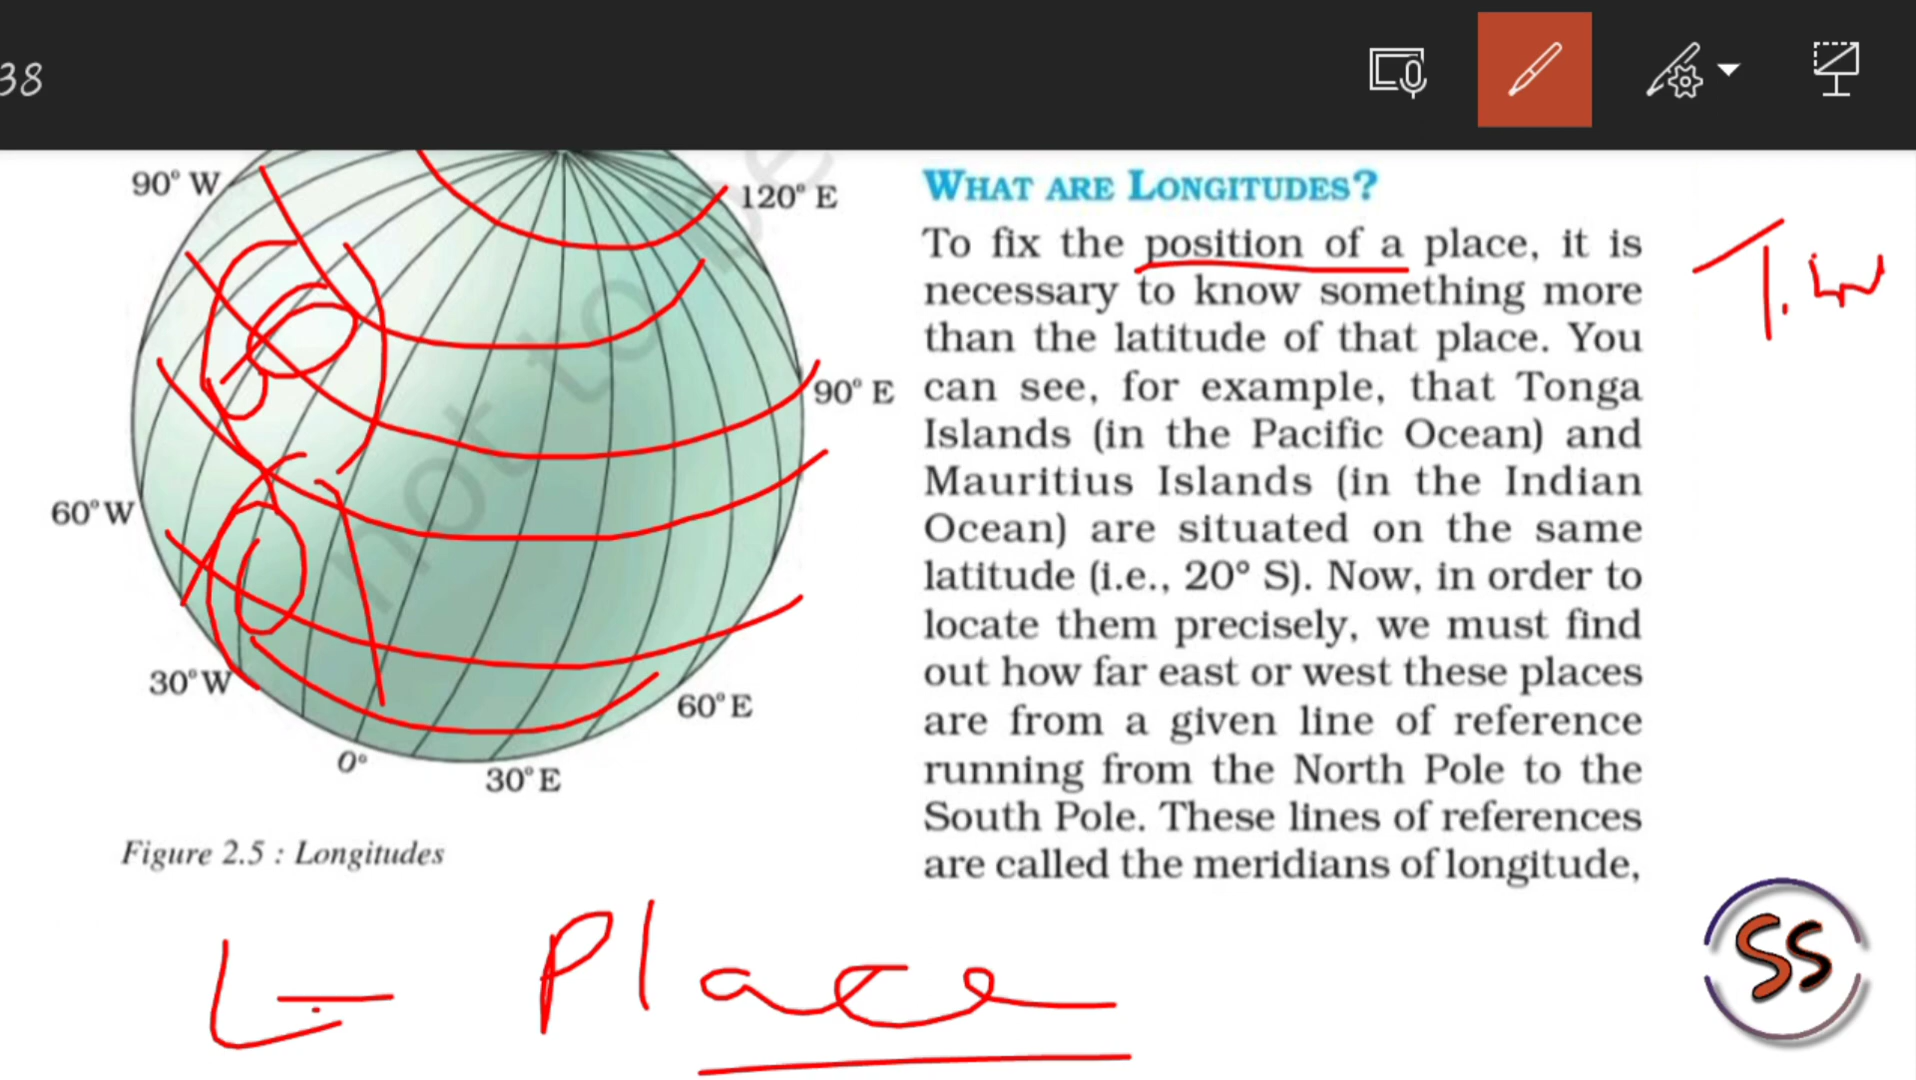 38
90° W
120° E
90° E
60° W
30° W
60° E
0°
30° E
Figure 2.5 : Longitudes
WHAT ARE LONGITUDES?
To fix the position of a place, it is
necessary to know something more
than the latitude of that place. You
can see, for example, that Tonga
Islands (in the Pacific Ocean) and
Mauritius Islands (in the Indian
Ocean) are situated on the same
latitude (i.e., 20° S). Now, in order to
locate them precisely, we must find
out how far east or west these places
are from a given line of reference
running from the North Pole to the
South Pole. These lines of references
are called the meridians of longitude,
Place
SS
not to be